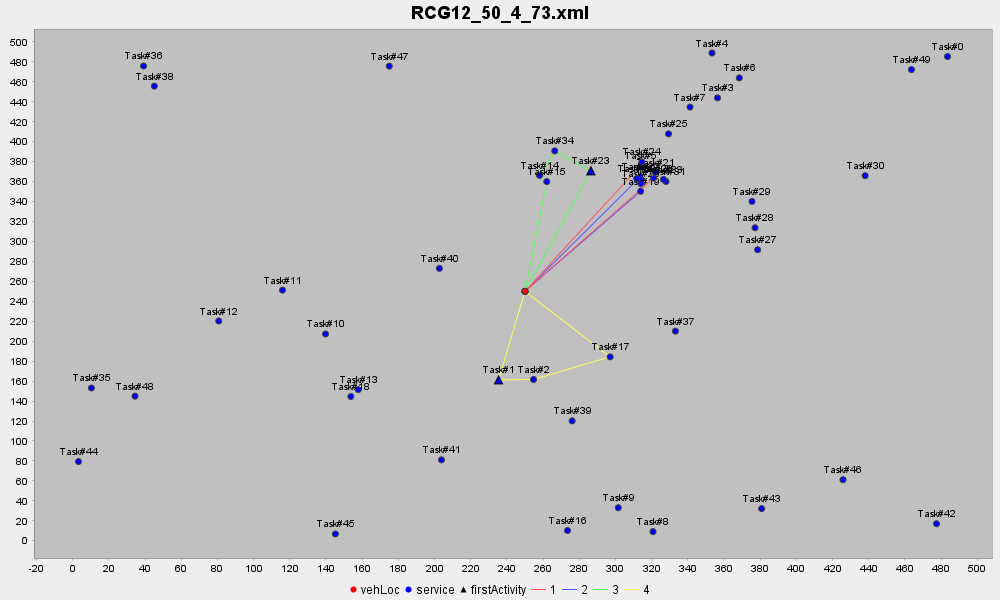 RCG12_50_4_73.xml
500
480
460
440
420
400
380
360
340
320
300
280
260
240
220
200
180
160
140
120
100
80
60
40
20
0
Task#0
Task#49
Task#4
Task#6
Task#3
Task#7
Task#25
Task#36
Task#38
Task#47
Task#34
Task#23
Task#14
Task#15
Task#24
Task#19
Task#30
Task#29
Task#28
Task#27
Task#40
Task#11
Task#12
Task#10
Task#37
Task#17
Task#1
Task#2
Task#35
Task#48
Task#13
Task#18
Task#39
Task#44
Task#41
Task#46
Task#9
Task#43
Task#16
Task#8
Task#42
Task#45
-20 0 20 40 60 80 100 120 140 160 180 200 220 240 260 280 300 320 340 360 380 400 420 440 460 480 500
vehLoc service firstActivity 1 2 3 4